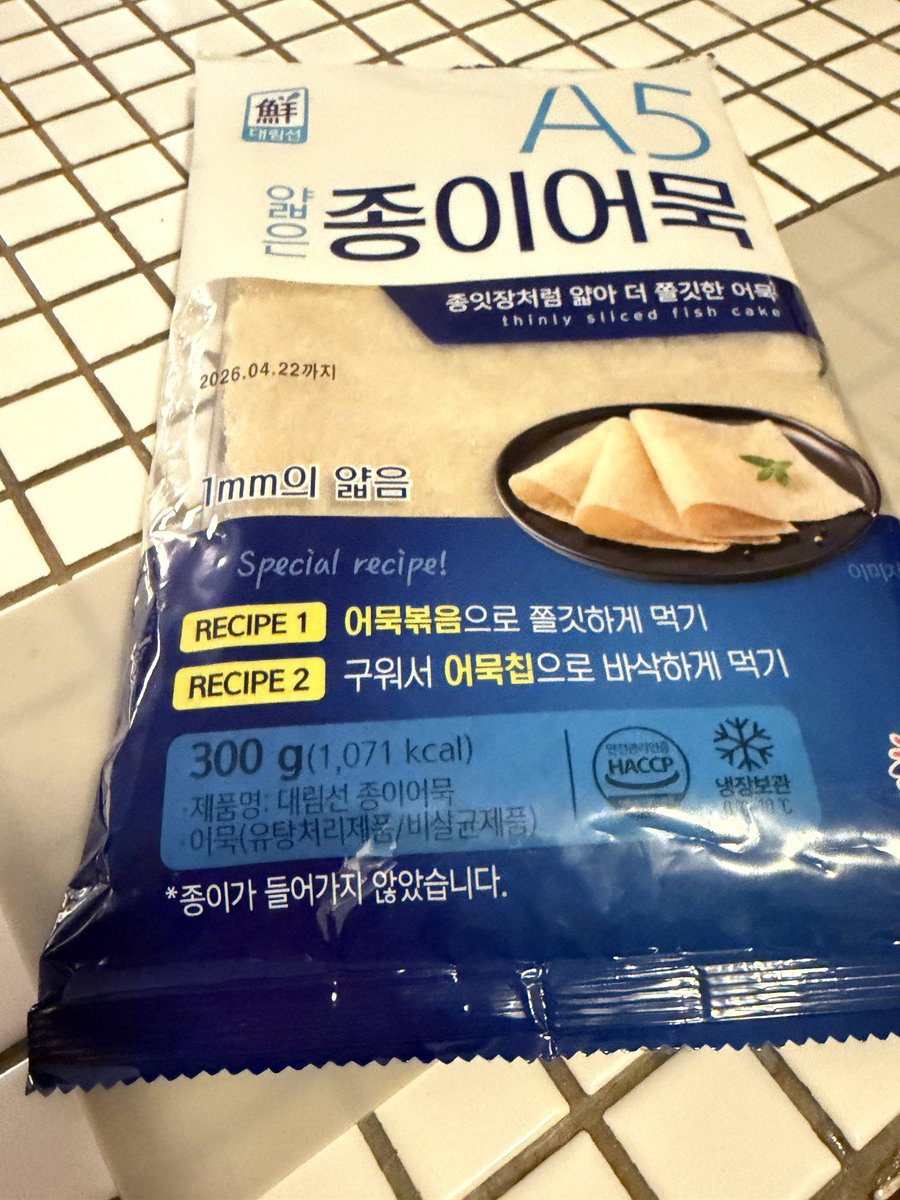 鮮
대림선
A5
얇은
종이어묵
종잇장처럼 얇아 더 쫄깃한 어묵
thinly sliced fish cake
2026.04.22까지
1mm의 얇음
Special recipe!
RECIPE 1 어묵볶음으로 쫄깃하게 먹기
RECIPE 2 구워서 어묵칩으로 바삭하게 먹기
300 g(1,071 kcal)
·제품명: 대림선 종이어묵
·어묵(유탕처리제품/비살균제품)
안전관리인증
HACCP
냉장보관
*종이가 들어가지 않았습니다.